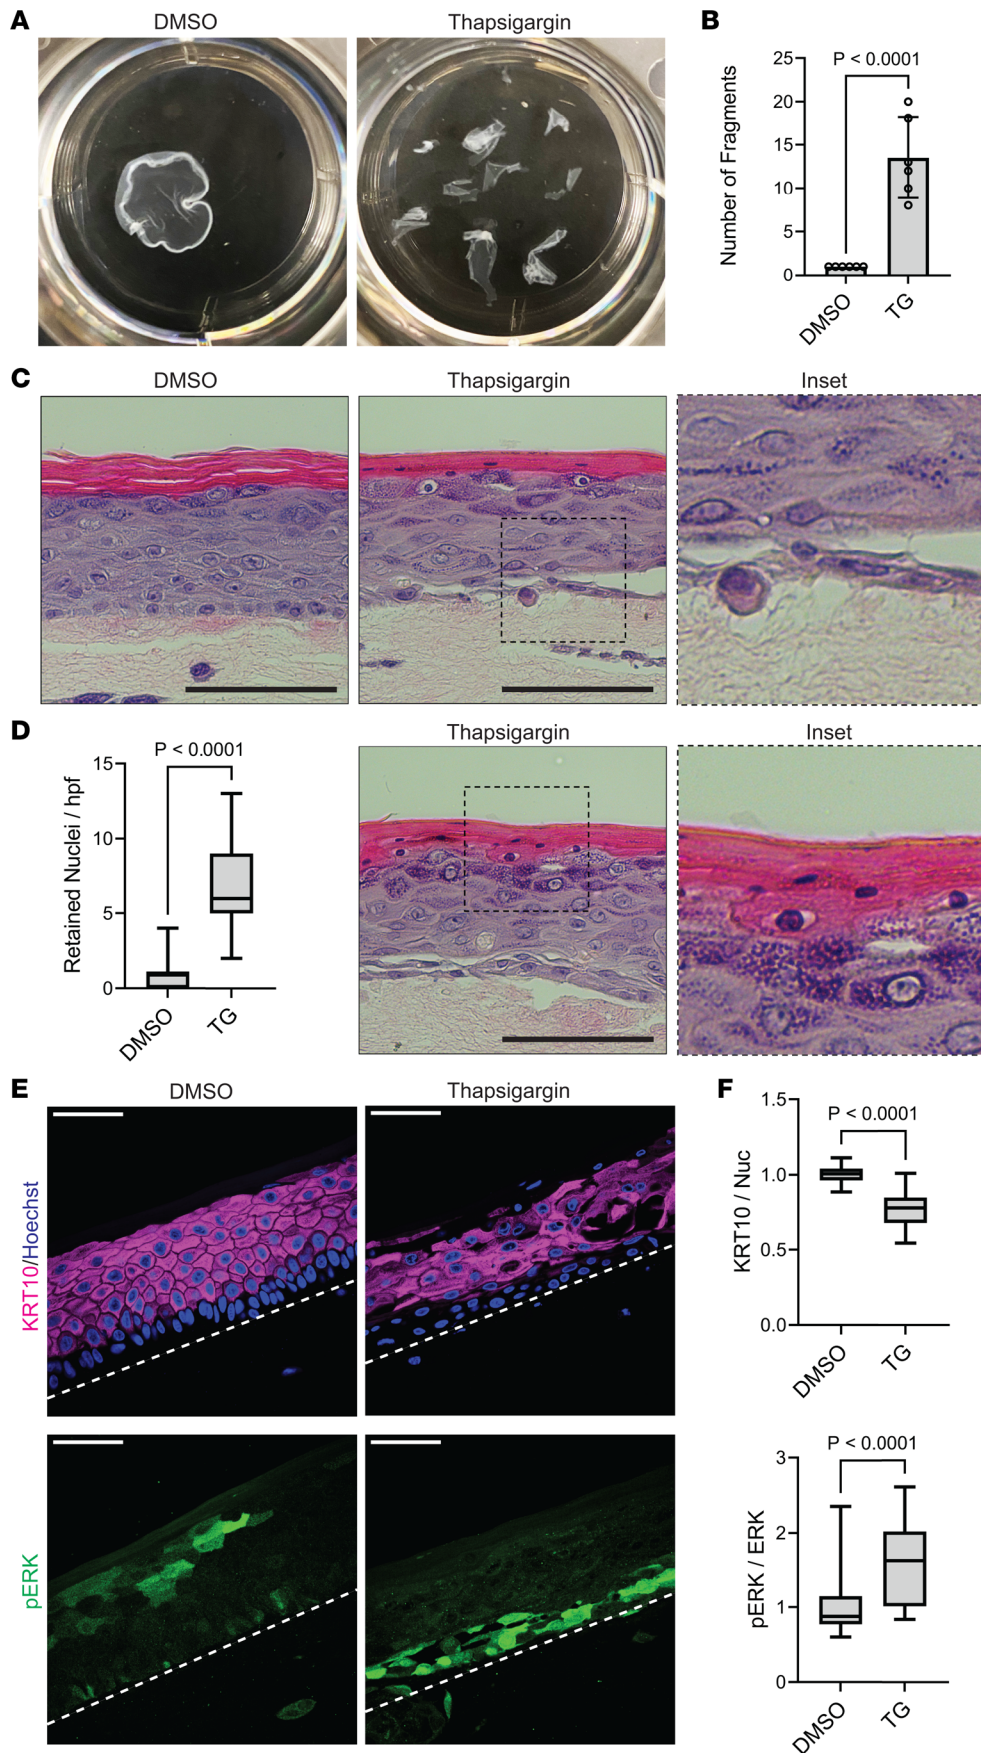 A
DMSO
Thapsigargin
B
P < 0.0001
Number of Fragments
25
20
15
10
5
0
DMSO
TG
C
DMSO
Thapsigargin
Inset
D
P < 0.0001
Retained Nuclei / hpf
15
10
5
0
DMSO
TG
Thapsigargin
Inset
E
DMSO
Thapsigargin
KRT10/Hoechst
pERK
F
P < 0.0001
KRT10 / Nuc
1.5
1.0
0.5
0.0
DMSO
TG
P < 0.0001
pERK / ERK
3
2
1
0
DMSO
TG